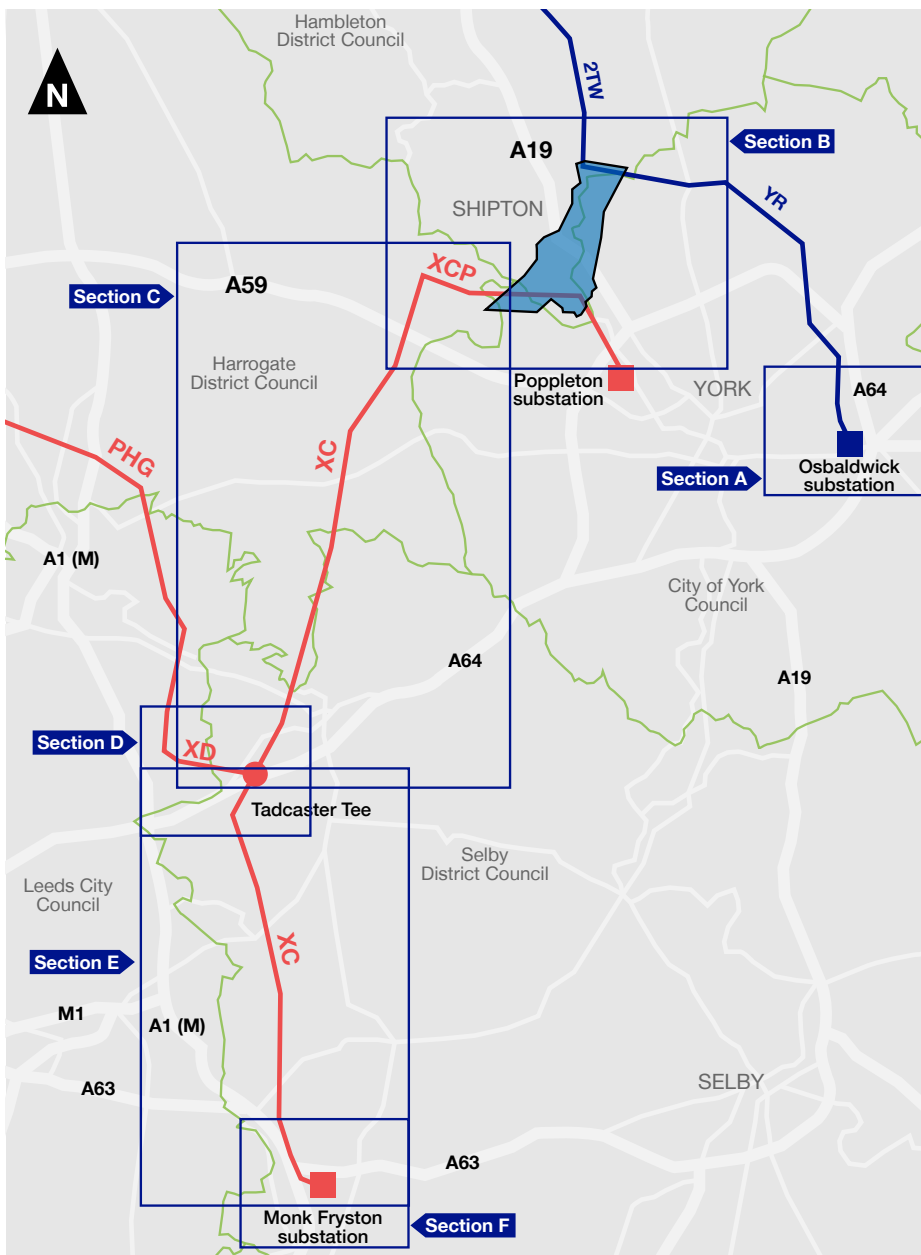 Hambleton
District Council
N
2TW
A19
Section B
SHIPTON
YR
XCP
Section C
A59
Harrogate
District Council
Poppleton
substation
YORK
A64
PHG
XC
Section A
Osbaldwick
substation
A1 (M)
City of York
Council
A64
A19
Section D
XD
Tadcaster Tee
Selby
District Council
Leeds City
Council
XC
Section E
M1
A1 (M)
A63
SELBY
A63
Monk Fryston
substation
Section F